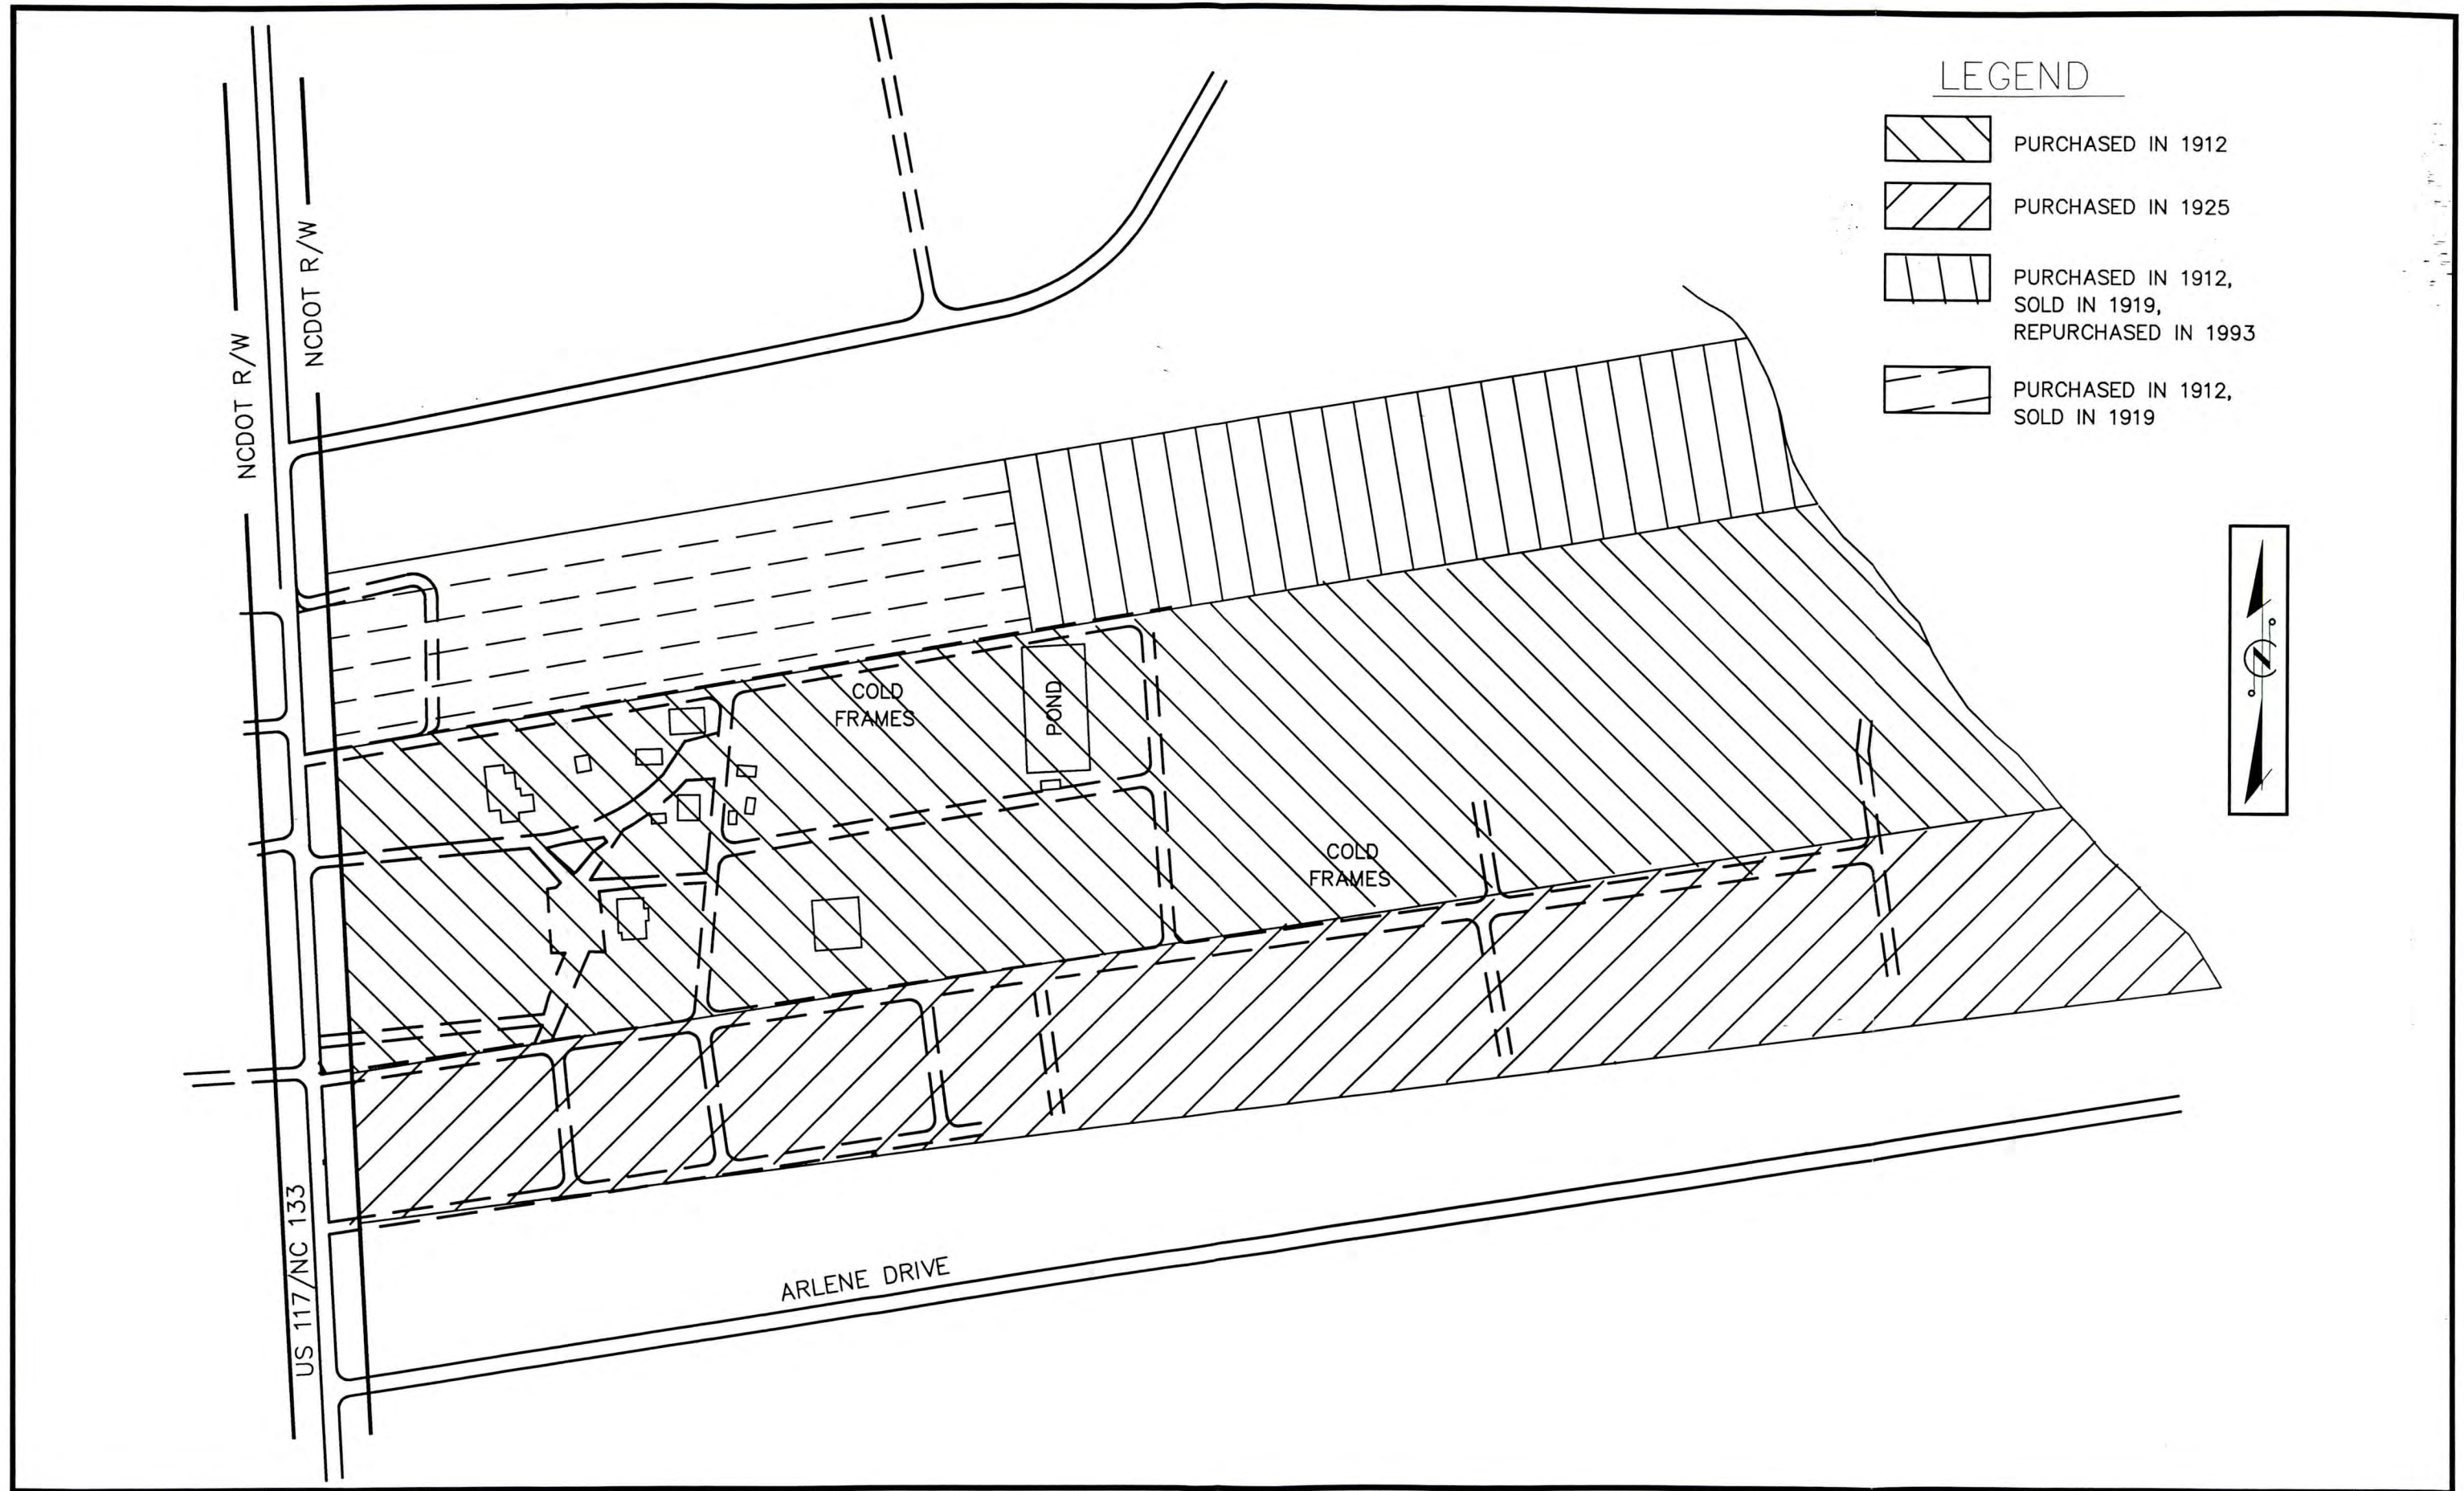 LEGEND
PURCHASED IN 1912
PURCHASED IN 1925
PURCHASED IN 1912,
SOLD IN 1919,
REPURCHASED IN 1993
PURCHASED IN 1912,
SOLD IN 1919
NCDOT R/W
NCDOT R/W
COLD
FRAMES
POND
COLD
FRAMES
N
US 117/NC 133
ARLENE DRIVE